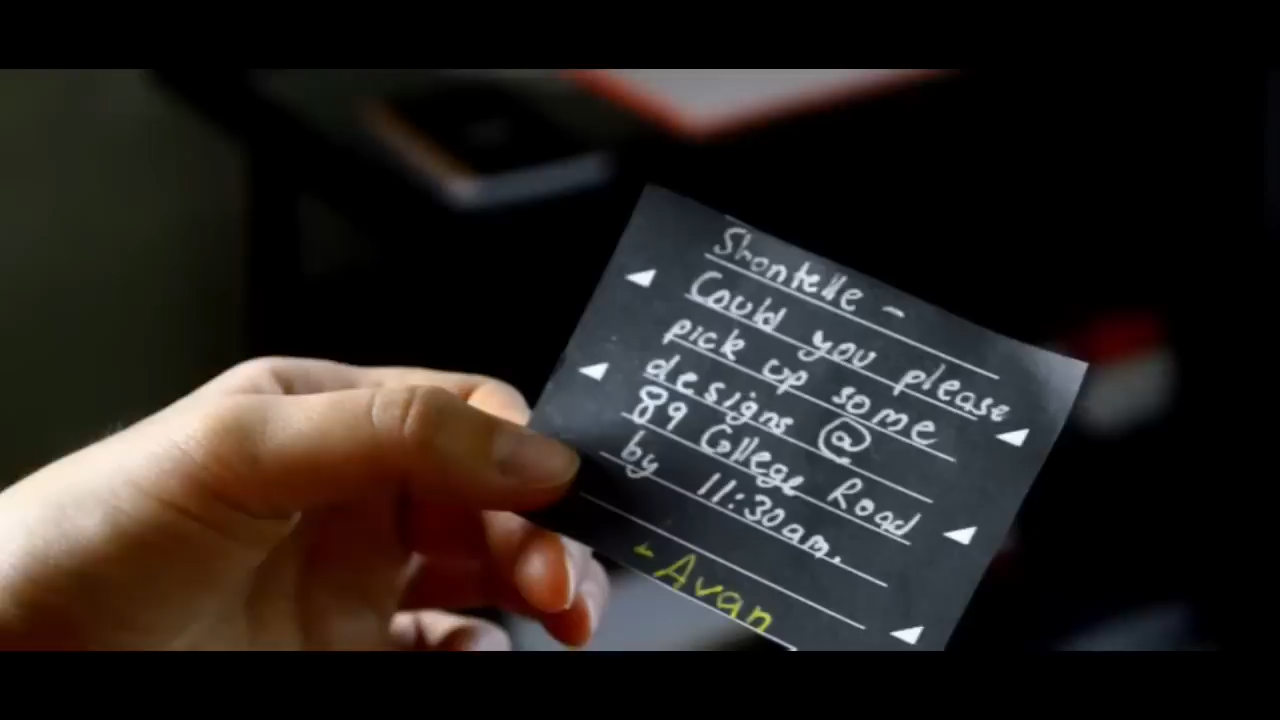 Shontelle -
Could you please
pick up some
designs @
89 College Road
by 11:30am.
- Avan